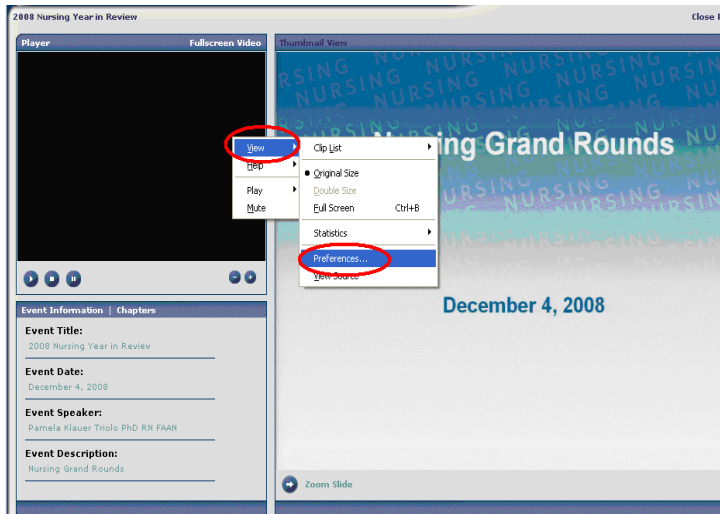 2008 Nursing Year in Review
Close
Player
Fullscreen Video
Thumbnail View
View
Help
Play
Mute
Clip List
Original Size
Double Size
Full Screen Ctrl+B
Statistics
Preferences...
View Source
Grand Rounds
December 4, 2008
Event Information | Chapters
Event Title:
2008 Nursing Year in Review
Event Date:
December 4, 2008
Event Speaker:
Pamela Klauer Triolo PhD RN FAAN
Event Description:
Nursing Grand Rounds
Zoom Slide